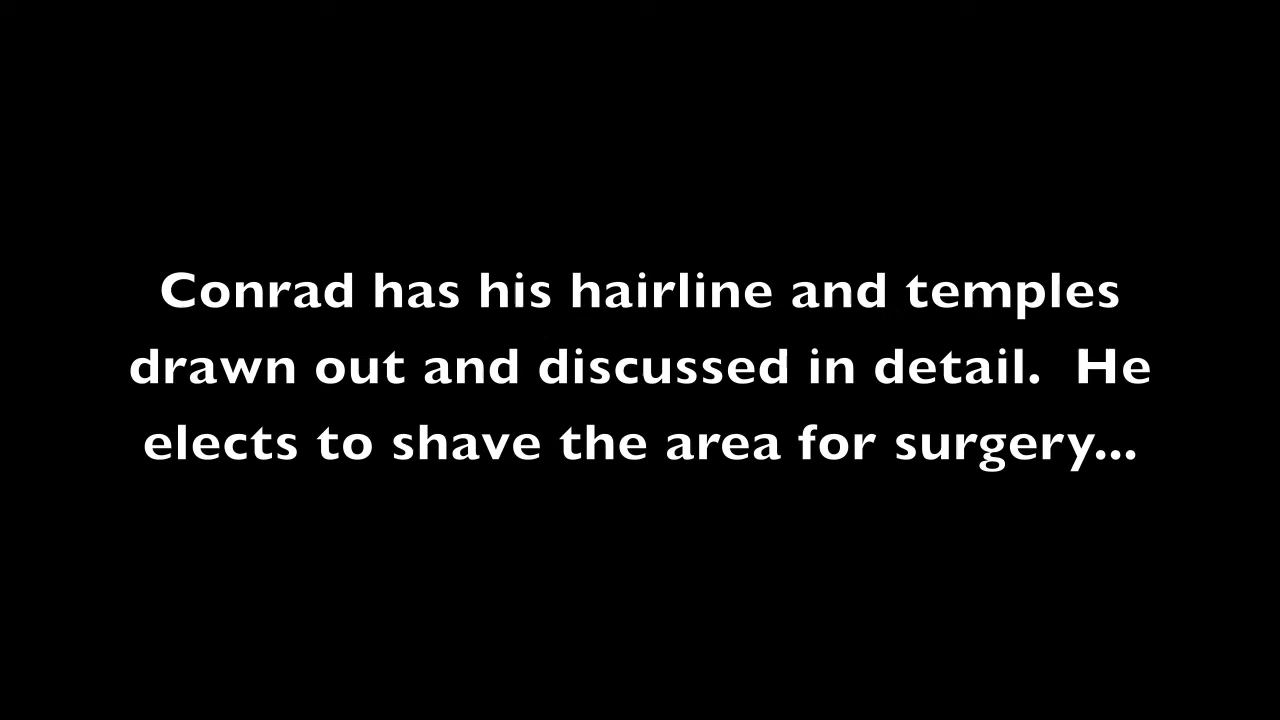 Conrad has his hairline and temples
drawn out and discussed in detail.  He
elects to shave the area for surgery...